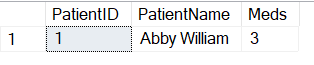 PatientID PatientName Meds
1 1 Abby William 3